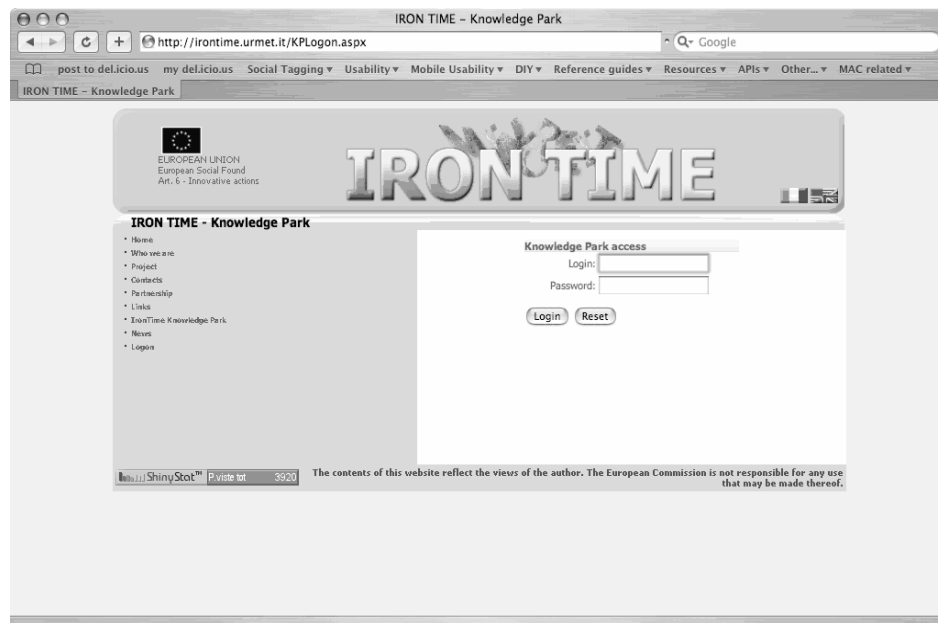 IRON TIME – Knowledge Park
http://irontime.urmet.it/KPLogon.aspx
Google
post to del.icio.us my del.icio.us Social Tagging Usability Mobile Usability DIY Reference guides Resources APIs Other... MAC related
IRON TIME – Knowledge Park
EUROPEAN UNION
European Social Found
Art. 6 - Innovative actions
IRON TIME
IRON TIME - Knowledge Park
Home
Who we are
Project
Contacts
Partnership
Links
IronTime Knowledge Park
News
Logon
Knowledge Park access
Login:
Password:
Login Reset
ShinyStat™ P.viste tot 3920
The contents of this website reflect the views of the author. The European Commission is not responsible for any use
that may be made thereof.